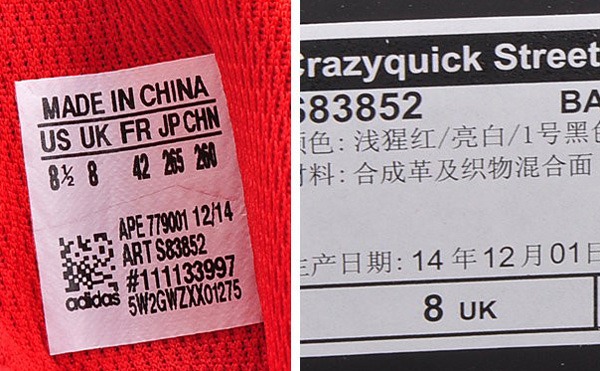 MADE IN CHINA
US UK FR JP CHN
8½ 8 42 265 260
APE 779001 12/14
ART S83852
#111133997
5W2GWZXX01275
adidas
Crazyquick Street
S83852 BA
颜色: 浅猩红/亮白/1号黑色
材料: 合成革及织物混合面
生产日期: 14 年 12 月 01日
8 UK